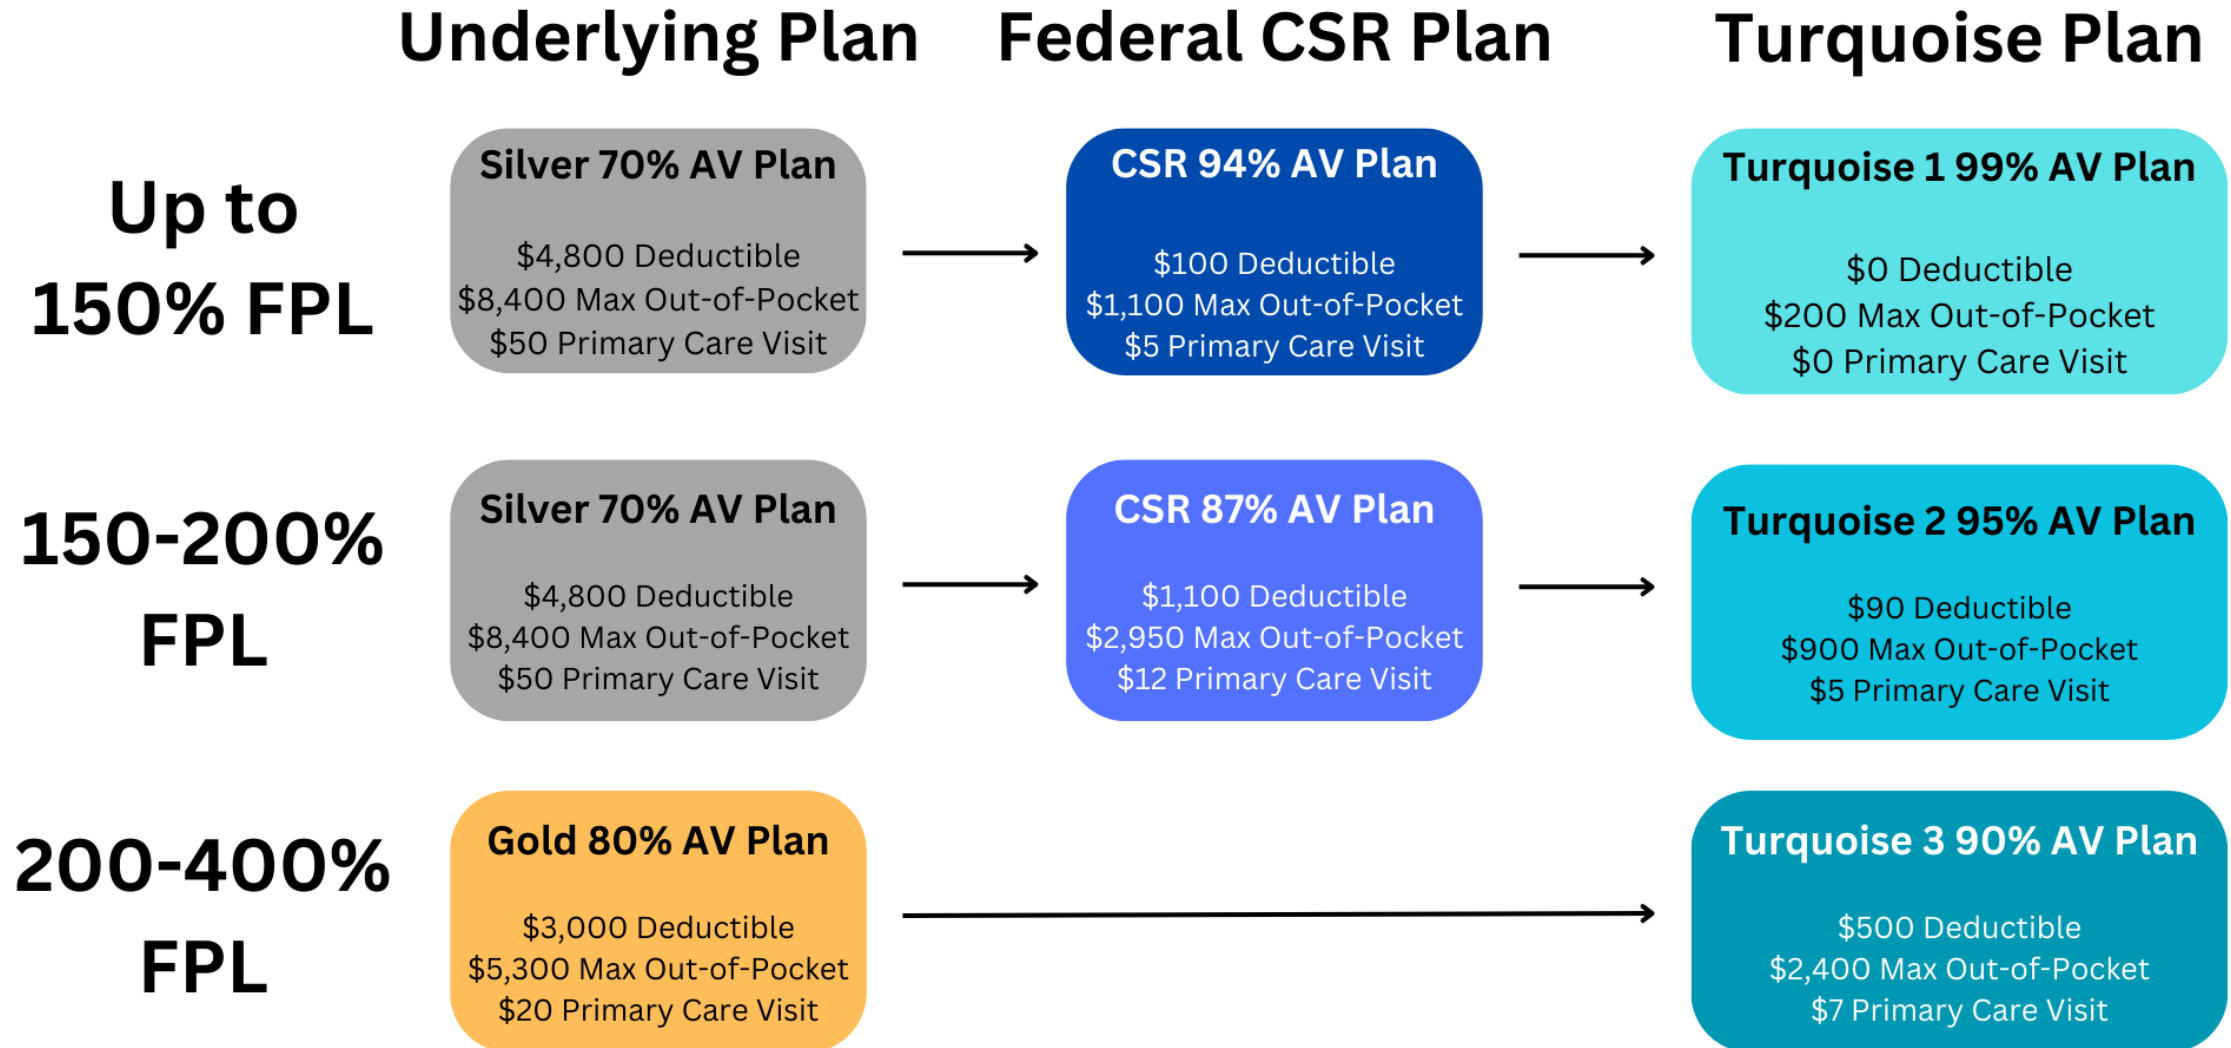 Underlying Plan
Federal CSR Plan
Turquoise Plan
Up to
150% FPL
Silver 70% AV Plan
$4,800 Deductible
$8,400 Max Out-of-Pocket
$50 Primary Care Visit
CSR 94% AV Plan
$100 Deductible
$1,100 Max Out-of-Pocket
$5 Primary Care Visit
Turquoise 1 99% AV Plan
$0 Deductible
$200 Max Out-of-Pocket
$0 Primary Care Visit
150-200%
FPL
Silver 70% AV Plan
$4,800 Deductible
$8,400 Max Out-of-Pocket
$50 Primary Care Visit
CSR 87% AV Plan
$1,100 Deductible
$2,950 Max Out-of-Pocket
$12 Primary Care Visit
Turquoise 2 95% AV Plan
$90 Deductible
$900 Max Out-of-Pocket
$5 Primary Care Visit
200-400%
FPL
Gold 80% AV Plan
$3,000 Deductible
$5,300 Max Out-of-Pocket
$20 Primary Care Visit
Turquoise 3 90% AV Plan
$500 Deductible
$2,400 Max Out-of-Pocket
$7 Primary Care Visit